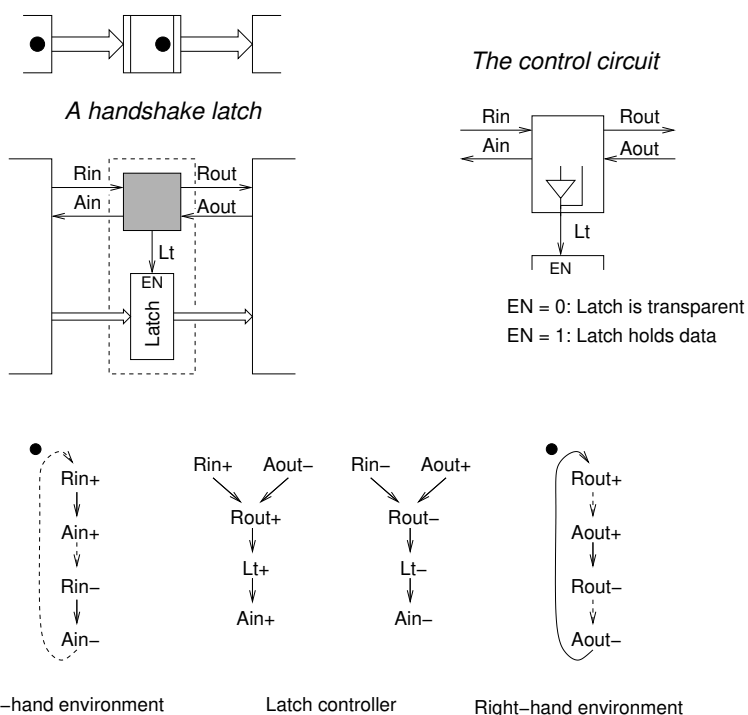 A handshake latch
Rin
Rout
Ain
Aout
Lt
EN
Latch
The control circuit
Rin
Rout
Ain
Aout
Lt
EN
EN = 0: Latch is transparent
EN = 1: Latch holds data
Rin+
Ain+
Rin−
Ain−
−hand environment
Rin+ Aout−
Rout+
Lt+
Ain+
Rin− Aout+
Rout−
Lt−
Ain−
Latch controller
Rout+
Aout+
Rout−
Aout−
Right−hand environment